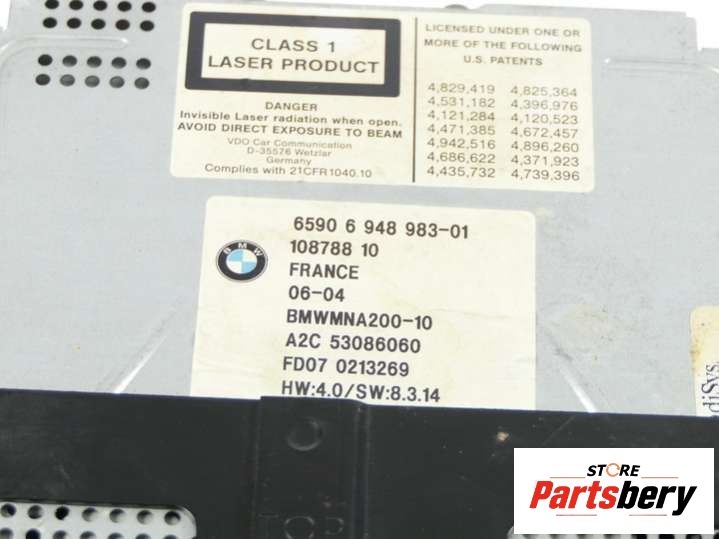 CLASS 1
LASER PRODUCT
DANGER
Invisible Laser radiation when open.
AVOID DIRECT EXPOSURE TO BEAM
VDO Car Communication
D-35576 Wetzlar
Germany
Complies with 21CFR1040.10
LICENSED UNDER ONE OR
MORE OF THE FOLLOWING
U.S. PATENTS
4,829,419 4,825,364
4,531,182 4,396,976
4,121,284 4,120,523
4,471,385 4,672,457
4,942,516 4,896,260
4,686,622 4,371,923
4,435,732 4,739,396
BMW
6590 6 948 983-01
108788 10
FRANCE
06-04
BMWMNA200-10
A2C 53086060
FD07 0213269
HW:4.0/SW:8.3.14
TOP
STORE
Partsbery